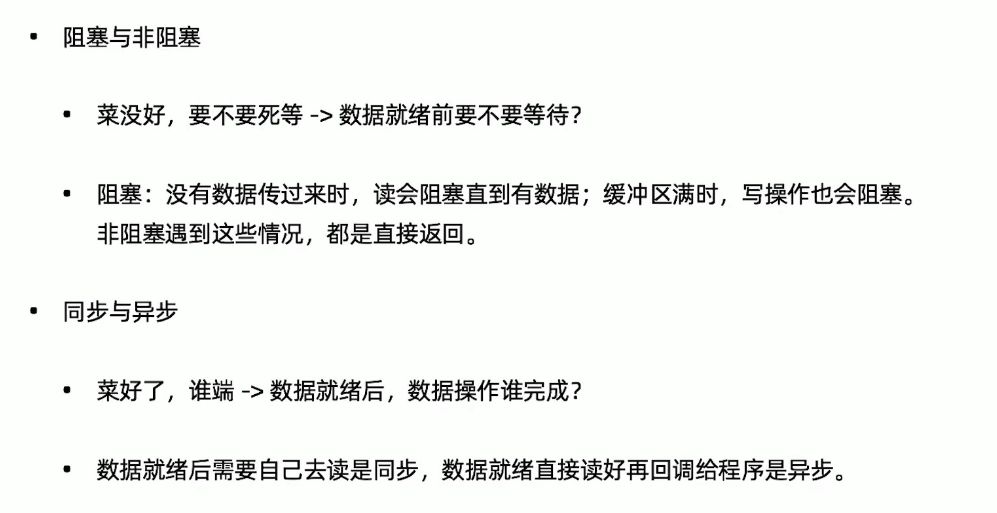 • 阻塞与非阻塞
• 菜没好，要不要死等 -> 数据就绪前要不要等待？
• 阻塞：没有数据传过来时，读会阻塞直到有数据；缓冲区满时，写操作也会阻塞。
非阻塞遇到这些情况，都是直接返回。
• 同步与异步
• 菜好了，谁端 -> 数据就绪后，数据操作谁完成？
• 数据就绪后需要自己去读是同步，数据就绪直接读好再回调给程序是异步。